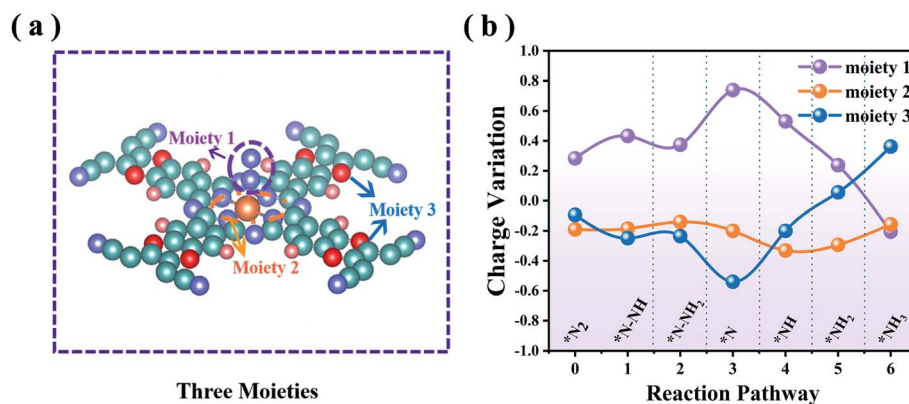 ( a )
Moiety 1
Moiety 3
Moiety 2
Three Moieties
( b )
1.0
0.8
0.6
0.4
0.2
0.0
-0.2
-0.4
-0.6
-0.8
-1.0
Charge Variation
moiety 1
moiety 2
moiety 3
*N₂
*N-NH
*N-NH₂
*N
*NH
*NH₂
*NH₃
0 1 2 3 4 5 6
Reaction Pathway